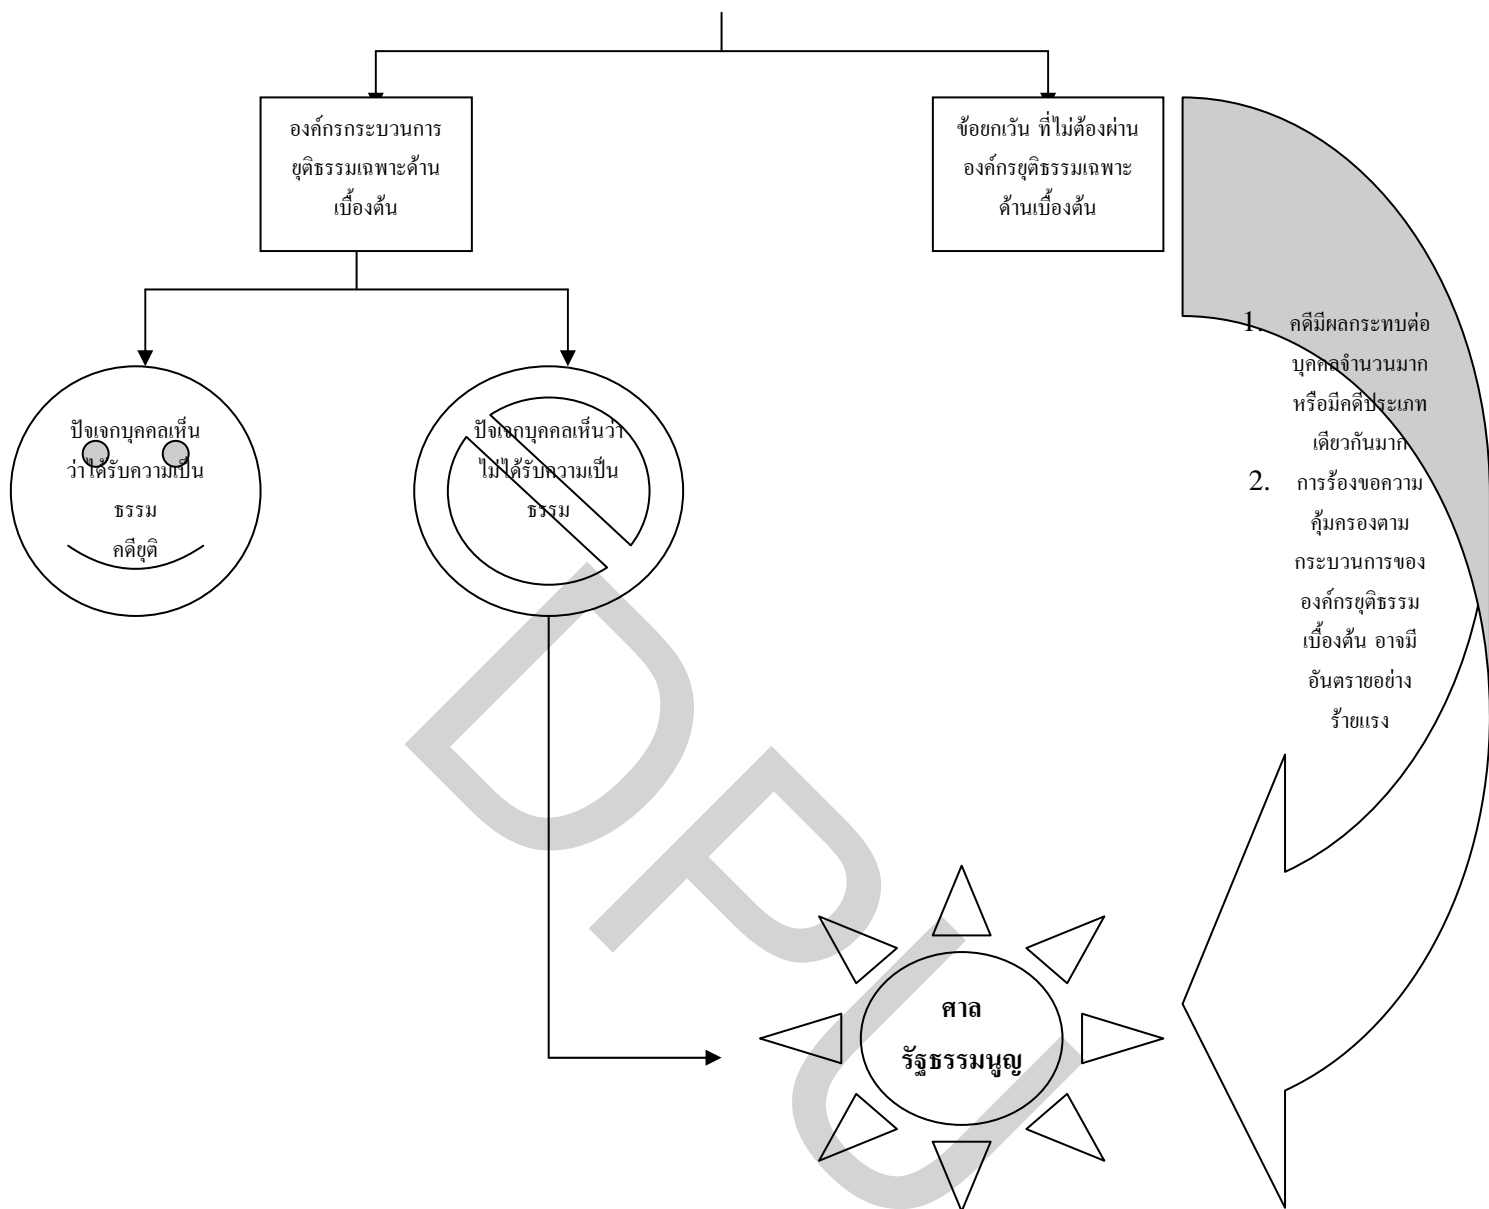 องค์กรกระบวนการ
ยุติธรรมเฉพาะด้าน
เบื้องต้น
ข้อยกเว้น ที่ไม่ต้องผ่าน
องค์กรยุติธรรมเฉพาะ
ด้านเบื้องต้น
ปัจเจกบุคคลเห็น
ว่าได้รับความเป็น
ธรรม
คดียุติ
ปัจเจกบุคคลเห็นว่า
ไม่ได้รับความเป็น
ธรรม
1. คดีมีผลกระทบต่อ
บุคคลจำนวนมาก
หรือมีคดีประเภท
เดียวกันมาก
2. การร้องขอความ
คุ้มครองตาม
กระบวนการของ
องค์กรยุติธรรม
เบื้องต้น อาจมี
อันตรายอย่าง
ร้ายแรง
ศาล
รัฐธรรมนูญ
DPU